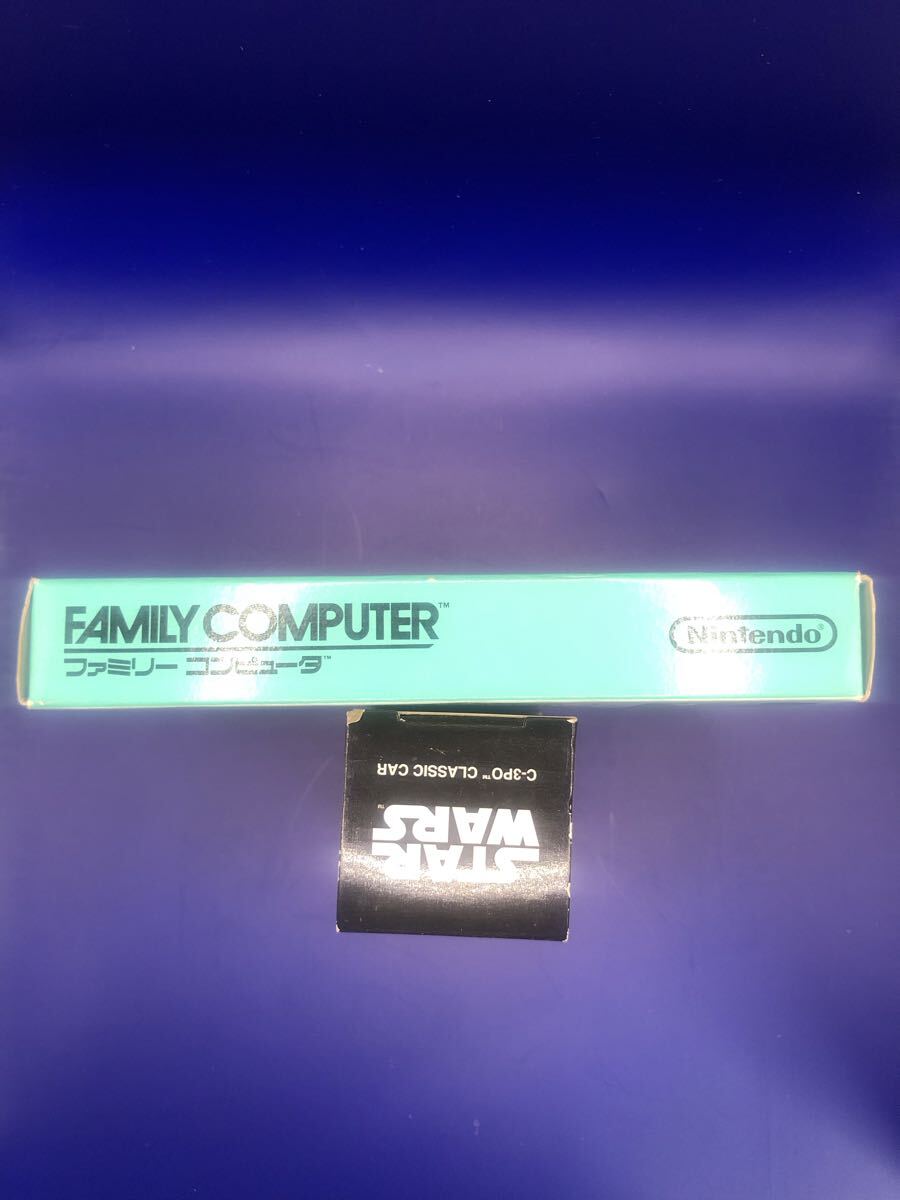 FAMILY COMPUTER™
ファミリー コンピュータ™
Nintendo®
STAR
WARS™
C-3PO™ CLASSIC CAR